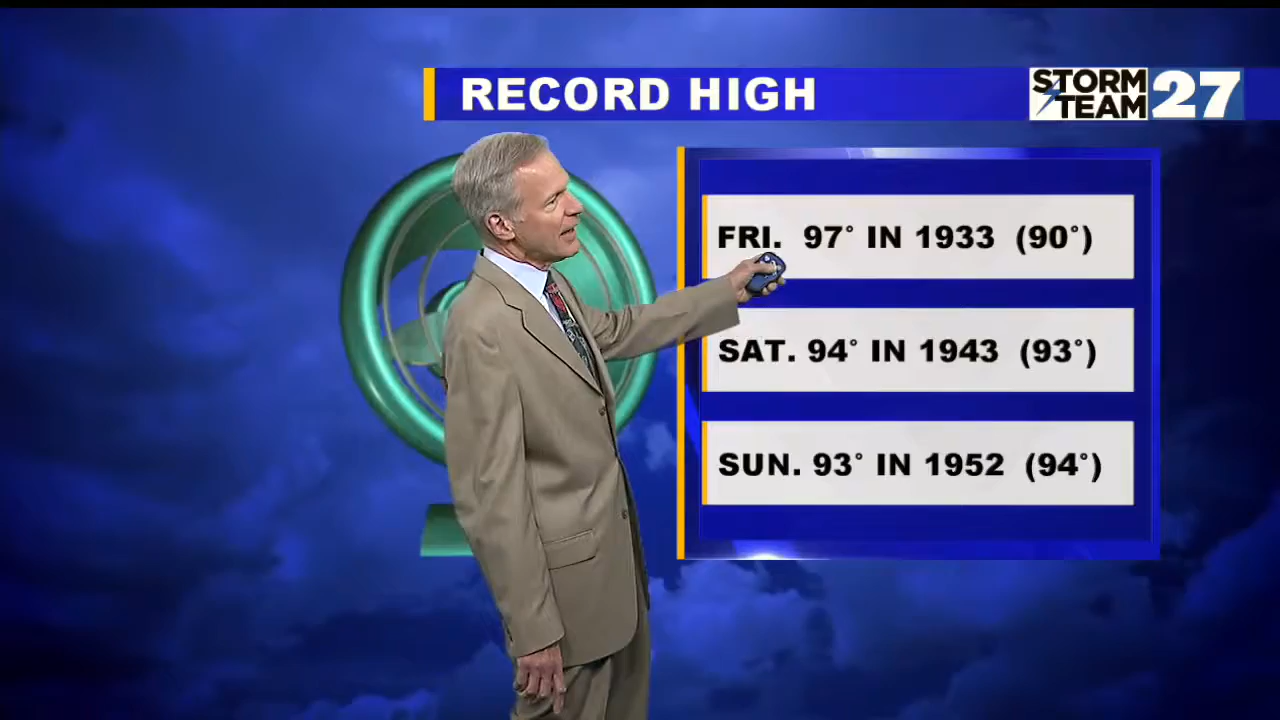 RECORD HIGH
STORM TEAM 27
FRI. 97° IN 1933 (90°)
SAT. 94° IN 1943 (93°)
SUN. 93° IN 1952 (94°)